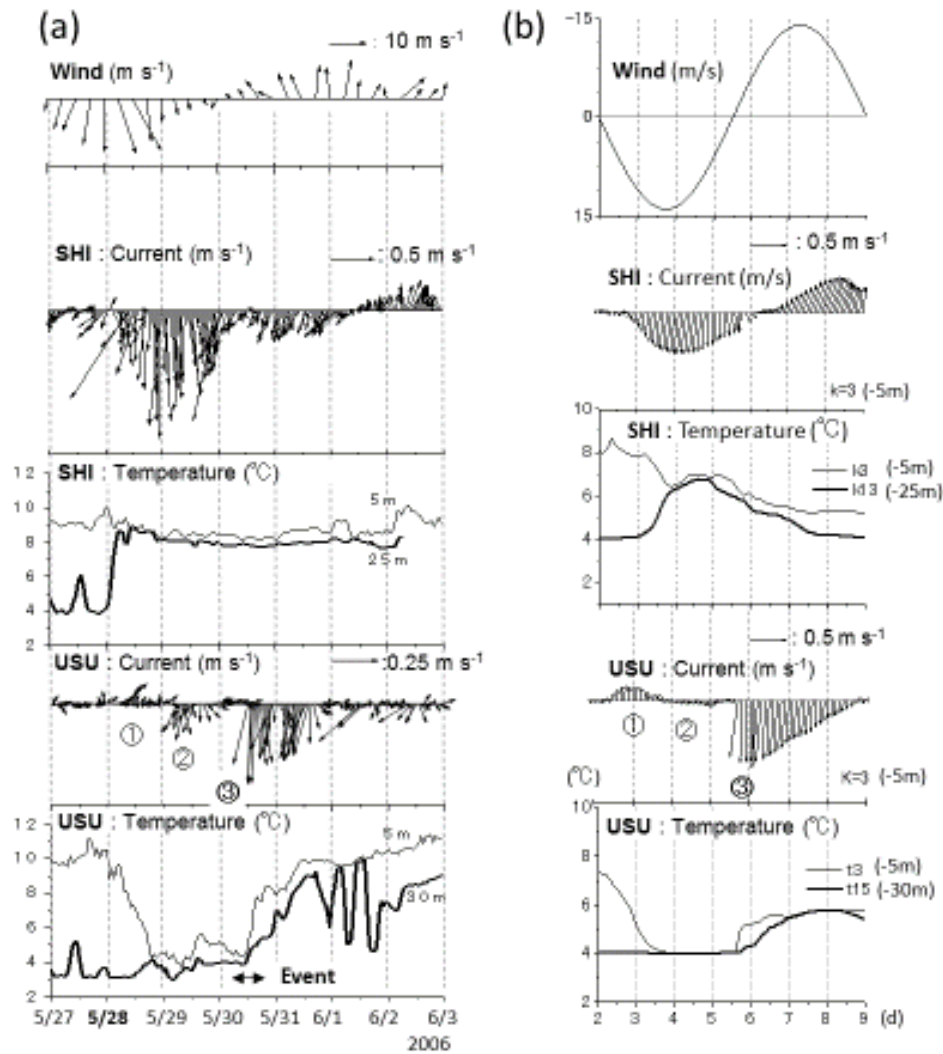 (a)
: 10 m s⁻¹
Wind (m s⁻¹)
SHI : Current (m s⁻¹)
: 0.5 m s⁻¹
12
SHI : Temperature (℃)
10
5 m
8
25 m
6
4
2
USU : Current (m s⁻¹)
:0.25 m s⁻¹
①
②
③
12
USU : Temperature (℃)
5 m
10
30 m
8
6
4
Event
2
5/27 5/28 5/29 5/30 5/31 6/1 6/2 6/3
2006
(b)
-15
Wind (m/s)
0
15
: 0.5 m s⁻¹
SHI : Current (m/s)
k=3 (-5m)
10
SHI : Temperature (℃)
8
(-5m)
(-25m)
6
4
2
: 0.5 m s⁻¹
USU : Current (m s⁻¹)
①
②
③
K=3 (-5m)
(℃)
10
USU : Temperature (℃)
8
t3 (-5m)
t15 (-30m)
6
4
2
2 3 4 5 6 7 8 9 (d)